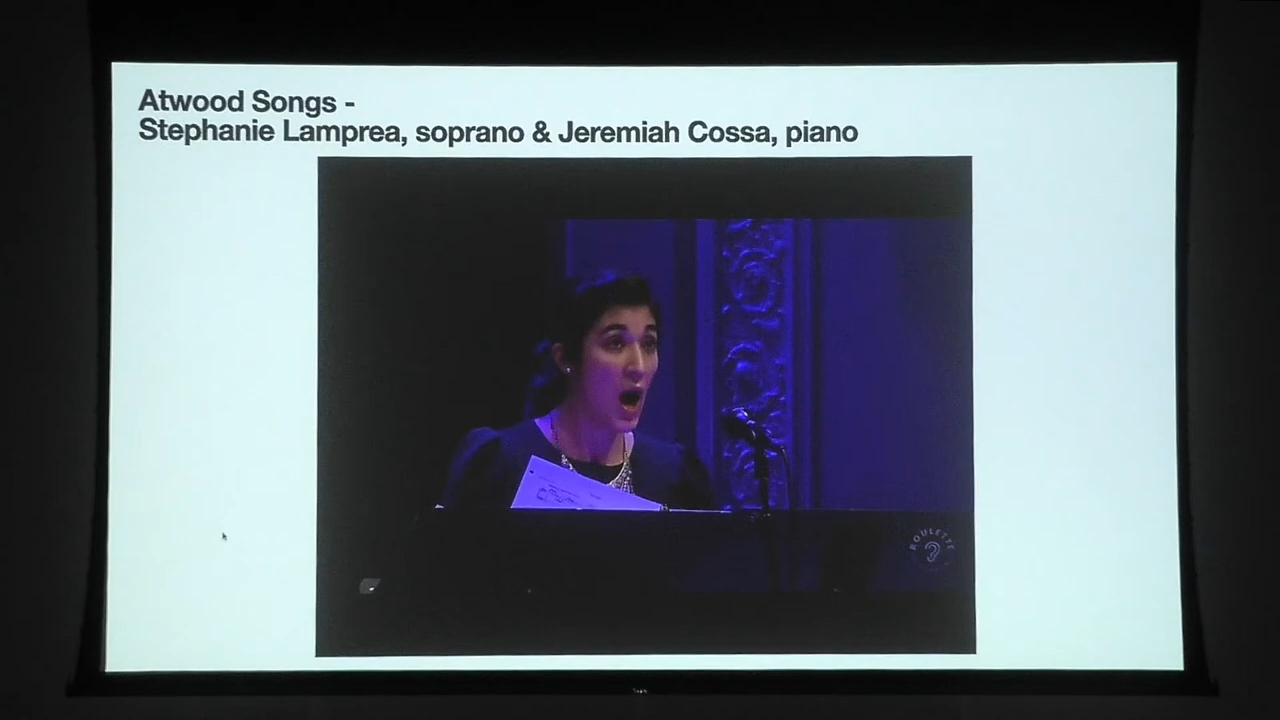 Atwood Songs -
Stephanie Lamprea, soprano & Jeremiah Cossa, piano
ROULETTE